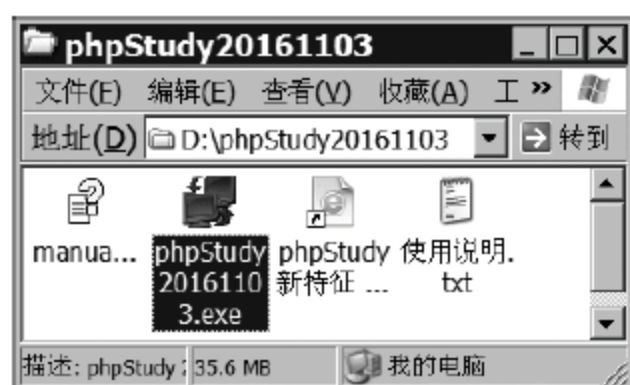 phpStudy20161103
文件(F) 编辑(E) 查看(V) 收藏(A) 工 »
地址(D) D:\phpStudy20161103 转到
manua...
phpStudy
2016110
3.exe
phpStudy
新特征 ...
使用说明.
txt
描述: phpStudy 35.6 MB 我的电脑